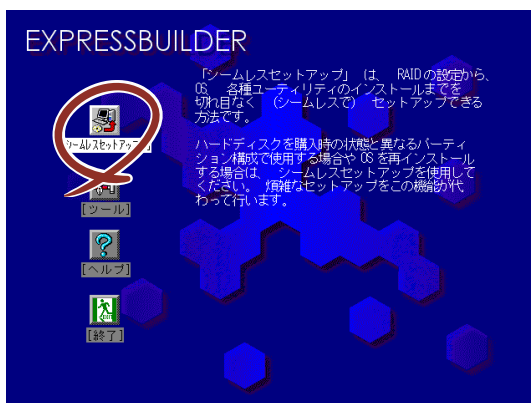 EXPRESSBUILDER
「シームレスセットアップ」 は、 RAIDの設定から、
OS、 各種ユーティリティのインストールまでを
切れ目なく （シームレスで） セットアップできる
方法です。
ハードディスクを購入時の状態と異なるパーティ
ション構成で使用する場合や OS を再インストール
する場合は、 シームレスセットアップを使用して
ください。 煩雑なセットアップをこの機能が代
わって行います。
シームレスセットアップ
[ツール]
[ヘルプ]
[終了]